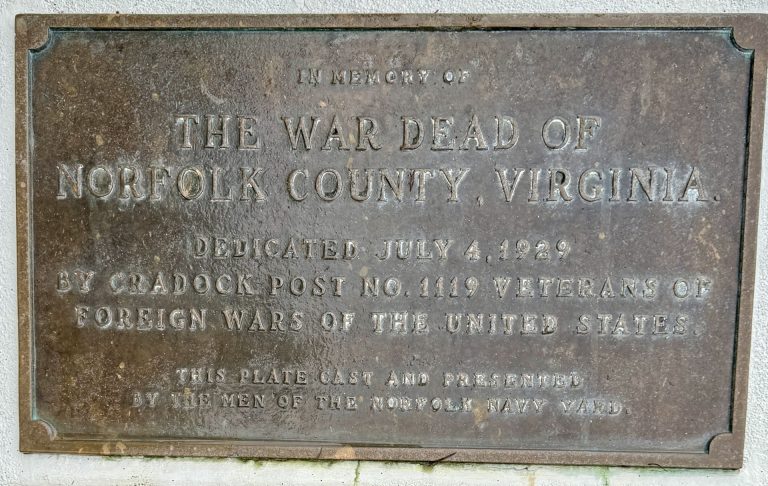 IN MEMORY OF
THE WAR DEAD OF
NORFOLK COUNTY, VIRGINIA.
DEDICATED JULY 4, 1929
BY CRADOCK POST NO. 1119 VETERANS OF
FOREIGN WARS OF THE UNITED STATES.
THIS PLATE CAST AND PRESENTED
BY THE MEN OF THE NORFOLK NAVY YARD.